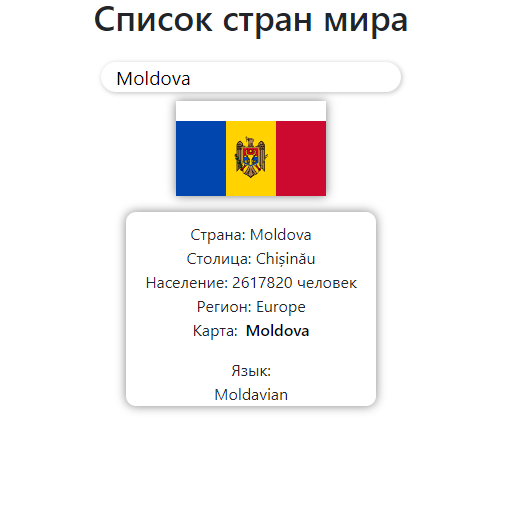 Список стран мира
Moldova
Страна: Moldova
Столица: Chișinău
Население: 2617820 человек
Регион: Europe
Карта: Moldova
Язык:
Moldavian